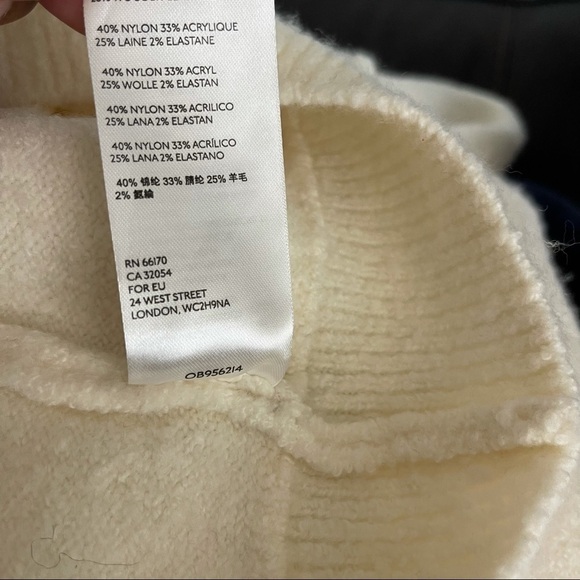 40% NYLON 33% ACRYLIQUE
25% LAINE 2% ELASTANE
40% NYLON 33% ACRYL
25% WOLLE 2% ELASTAN
40% NYLON 33% ACRILICO
25% LANA 2% ELASTAN
40% NYLON 33% ACRÍLICO
25% LANA 2% ELASTANO
40% 锦纶 33% 腈纶 25% 羊毛
2% 氨纶
RN 66170
CA 32054
FOR EU
24 WEST STREET
LONDON, WC2H9NA
OB956214